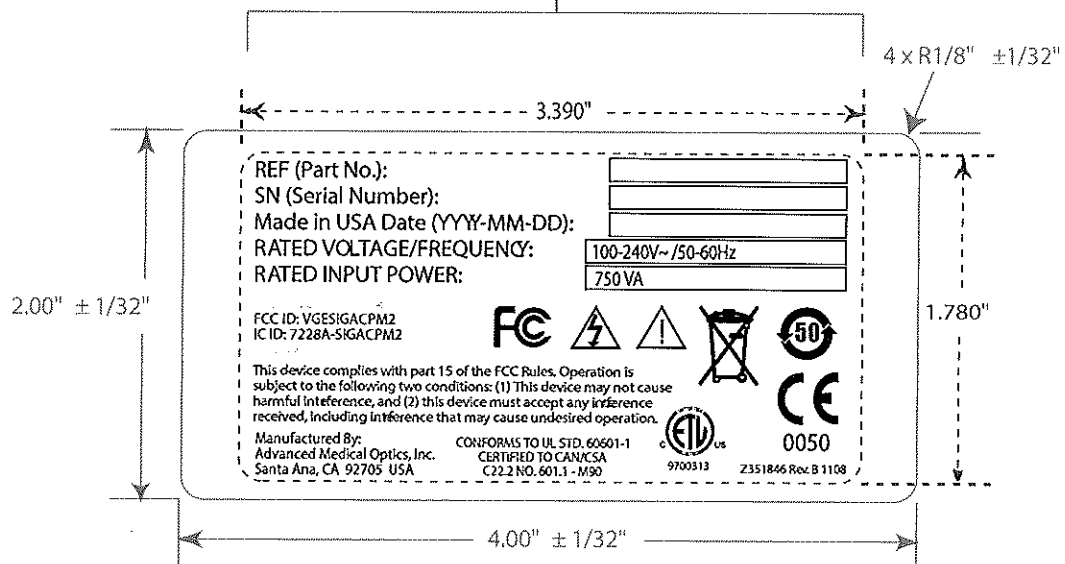 4 x R1/8" ±1/32"
3.390"
REF (Part No.):
SN (Serial Number):
Made in USA Date (YYYY-MM-DD):
RATED VOLTAGE/FREQUENCY: 100-240V~/50-60Hz
RATED INPUT POWER: 750 VA
2.00" ± 1/32"
1.780"
FCC ID: VGESIGACPM2
IC ID: 7228A-SIGACPM2
FC
50
This device complies with part 15 of the FCC Rules. Operation is
subject to the following two conditions: (1) This device may not cause
harmful inteference, and (2) this device must accept any inteference
received, including inteference that may cause undesired operation.
CE
0050
Manufactured By:
Advanced Medical Optics, Inc.
Santa Ana, CA 92705 USA
CONFORMS TO UL STD. 60601-1
CERTIFIED TO CAN/CSA
C22.2 NO. 601.1 - M90
C ETL US
9700313
Z351846 Rev. B 1108
4.00" ± 1/32"